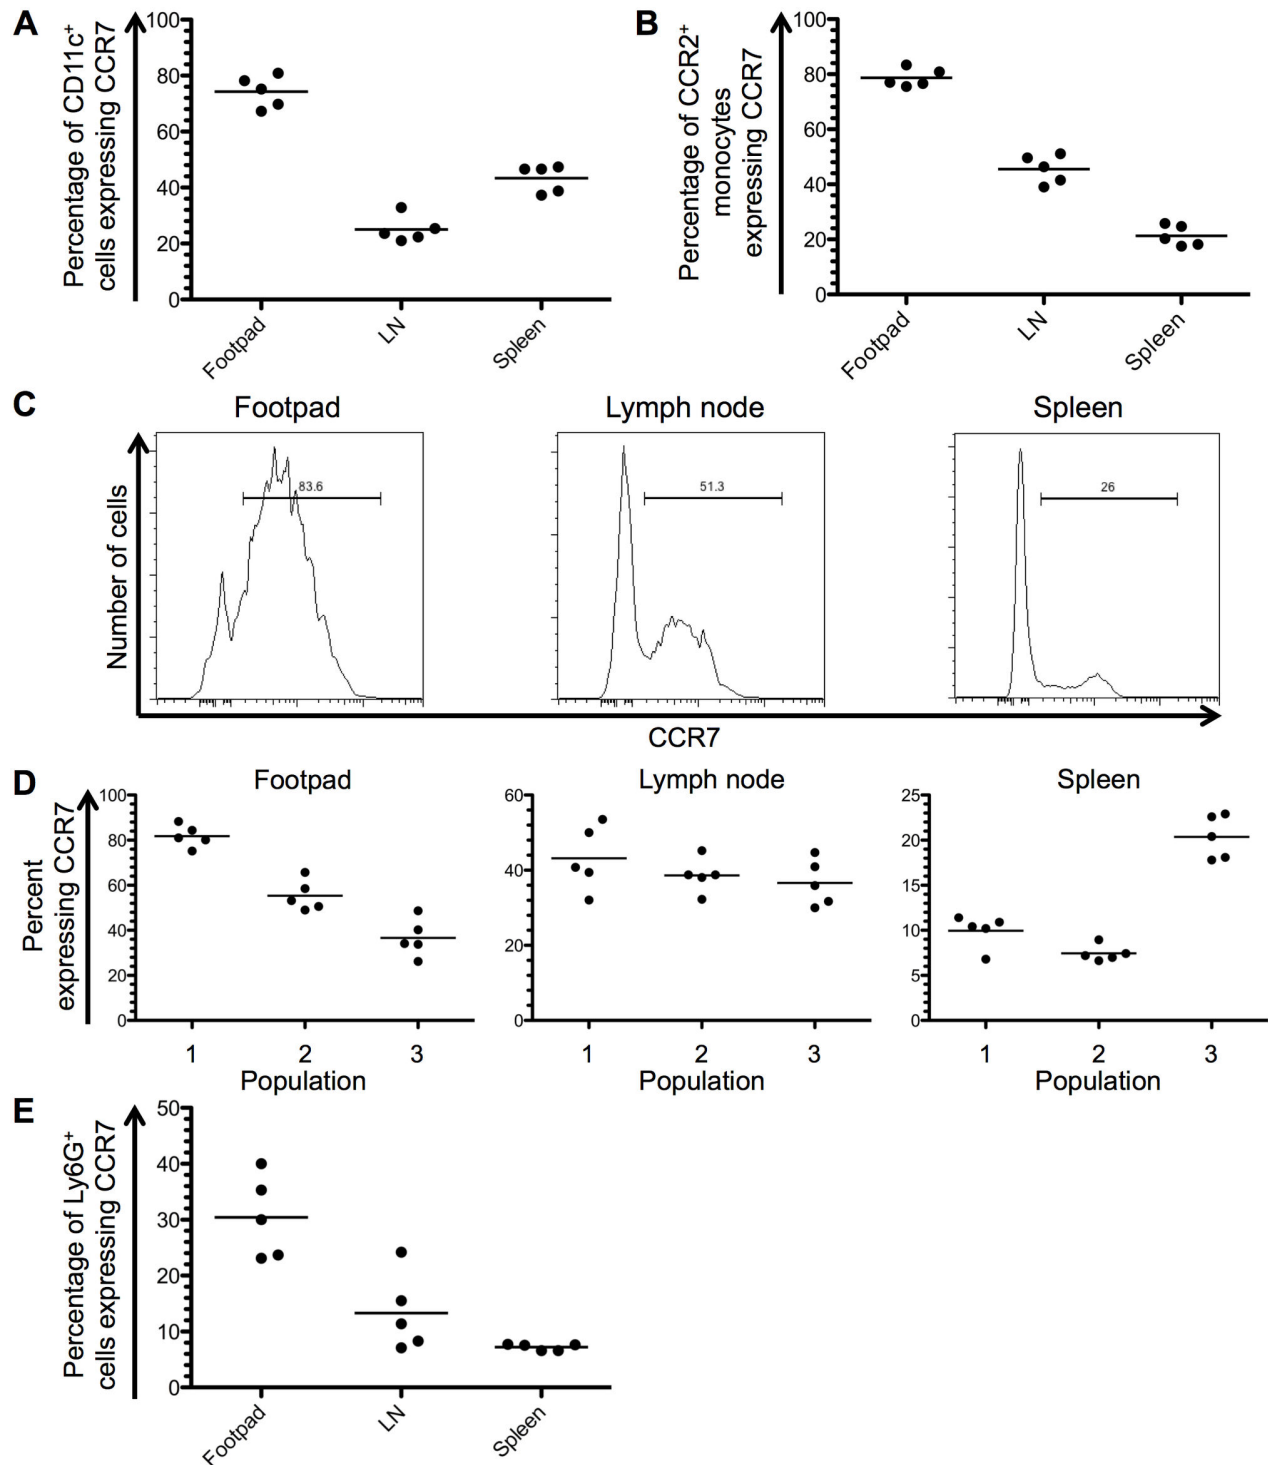 A
Percentage of CD11c⁺
cells expressing CCR7
100
80
60
40
20
0
Footpad
LN
Spleen
B
Percentage of CCR2⁺
monocytes
expressing CCR7
100
80
60
40
20
0
Footpad
LN
Spleen
C
Footpad
Lymph node
Spleen
Number of cells
83.6
51.3
26
CCR7
D
Percent
expressing CCR7
Footpad
100
80
60
40
20
0
1 2 3
Population
Lymph node
60
40
20
0
1 2 3
Population
Spleen
25
20
15
10
5
0
1 2 3
Population
E
Percentage of Ly6G⁺
cells expressing CCR7
50
40
30
20
10
0
Footpad
LN
Spleen